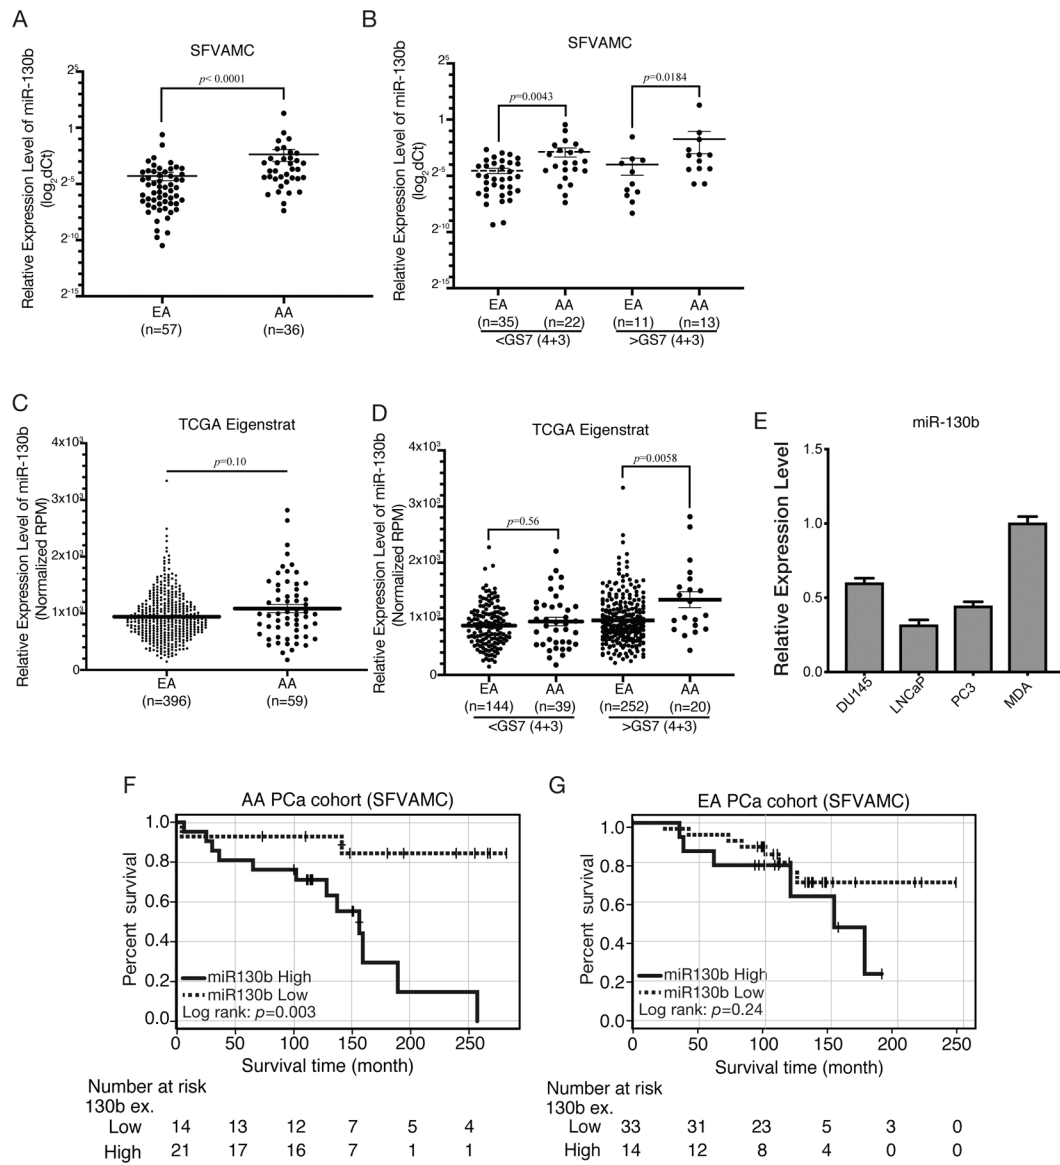 A
SFVAMC
Relative Expression Level of miR-130b
(log2dCt)
2^5
1
2^-5
2^-10
2^-15
p< 0.0001
EA
AA
(n=57)
(n=36)
B
SFVAMC
Relative Expression Level of miR-130b
(log2dCt)
2^5
1
2^-5
2^-10
2^-15
p=0.0043
p=0.0184
EA
AA
EA
AA
(n=35)
(n=22)
(n=11)
(n=13)
<GS7 (4+3)
>GS7 (4+3)
C
TCGA Eigenstrat
Relative Expression Level of miR-130b
(Normalized RPM)
4x10^3
3x10^3
2x10^3
1x10^3
0
p=0.10
EA
AA
(n=396)
(n=59)
D
TCGA Eigenstrat
Relative Expression Level of miR-130b
(Normalized RPM)
4x10^3
3x10^3
2x10^3
1x10^3
0
p=0.56
p=0.0058
EA
AA
EA
AA
(n=144)
(n=39)
(n=252)
(n=20)
<GS7 (4+3)
>GS7 (4+3)
E
miR-130b
Relative Expression Level
1.5
1.0
0.5
0.0
DU145
LNCaP
PC3
MDA
F
AA PCa cohort (SFVAMC)
Percent survival
1.0
0.8
0.6
0.4
0.2
0.0
miR130b High
miR130b Low
Log rank: p=0.003
0 50 100 150 200 250
Survival time (month)
Number at risk
130b ex.
Low 14 13 12 7 5 4
High 21 17 16 7 1 1
G
EA PCa cohort (SFVAMC)
Percent survival
1.0
0.8
0.6
0.4
0.2
0.0
miR130b High
miR130b Low
Log rank: p=0.24
0 50 100 150 200 250
Survival time (month)
Number at risk
130b ex.
Low 33 31 23 5 3 0
High 14 12 8 4 0 0